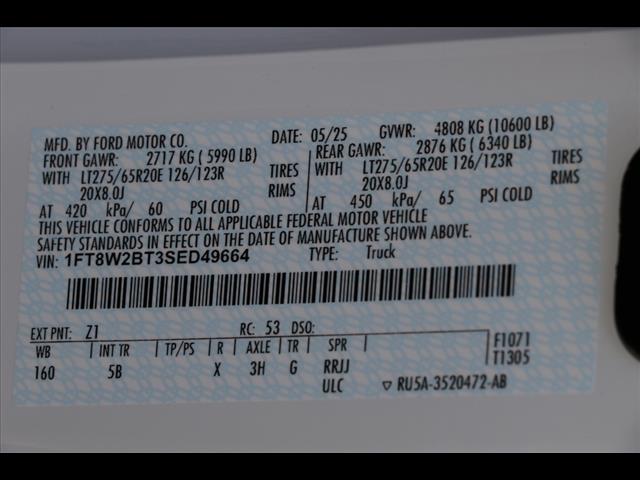 MFD. BY FORD MOTOR CO. DATE: 05/25 GVWR: 4808 KG (10600 LB)
FRONT GAWR: 2717 KG ( 5990 LB) REAR GAWR: 2876 KG ( 6340 LB)
WITH LT275/65R20E 126/123R TIRES WITH LT275/65R20E 126/123R TIRES
20X8.0J RIMS 20X8.0J RIMS
AT 420 kPa/ 60 PSI COLD AT 450 kPa/ 65 PSI COLD
THIS VEHICLE CONFORMS TO ALL APPLICABLE FEDERAL MOTOR VEHICLE
SAFETY STANDARDS IN EFFECT ON THE DATE OF MANUFACTURE SHOWN ABOVE.
VIN: 1FT8W2BT3SED49664 TYPE: Truck
EXT PNT: Z1 RC: 53 DSO:
WB INT TR TP/PS R AXLE TR SPR F1071
160 5B X 3H G RRJJ T1305
ULC ▽ RU5A-3520472-AB